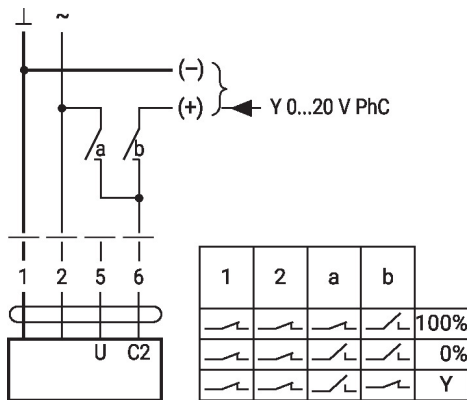 ⊥ ~
(−)
(+) Y 0...20 V PhC
a b
1 2 5 6
U C2
1 2 a b
100%
0%
Y